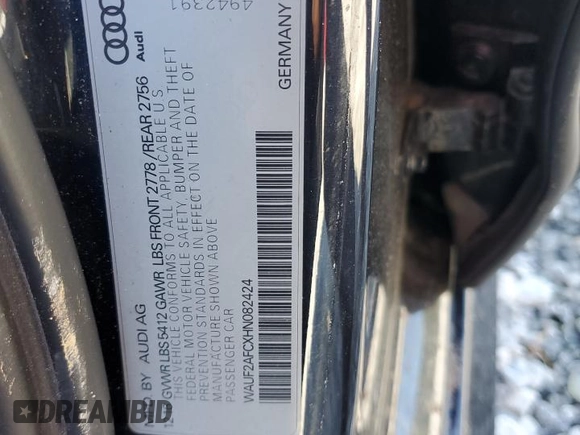 4942391
Audi
BY AUDI AG
GVWR LBS 5412 GAWR LBS FRONT 2778 / REAR 2756
THIS VEHICLE CONFORMS TO ALL APPLICABLE U S
FEDERAL MOTOR VEHICLE SAFETY, BUMPER AND THEFT
PREVENTION STANDARDS IN EFFECT ON THE DATE OF
MANUFACTURE SHOWN ABOVE
PASSENGER CAR
WAUF2AFCXHN082424
GERMANY
DREAMBID